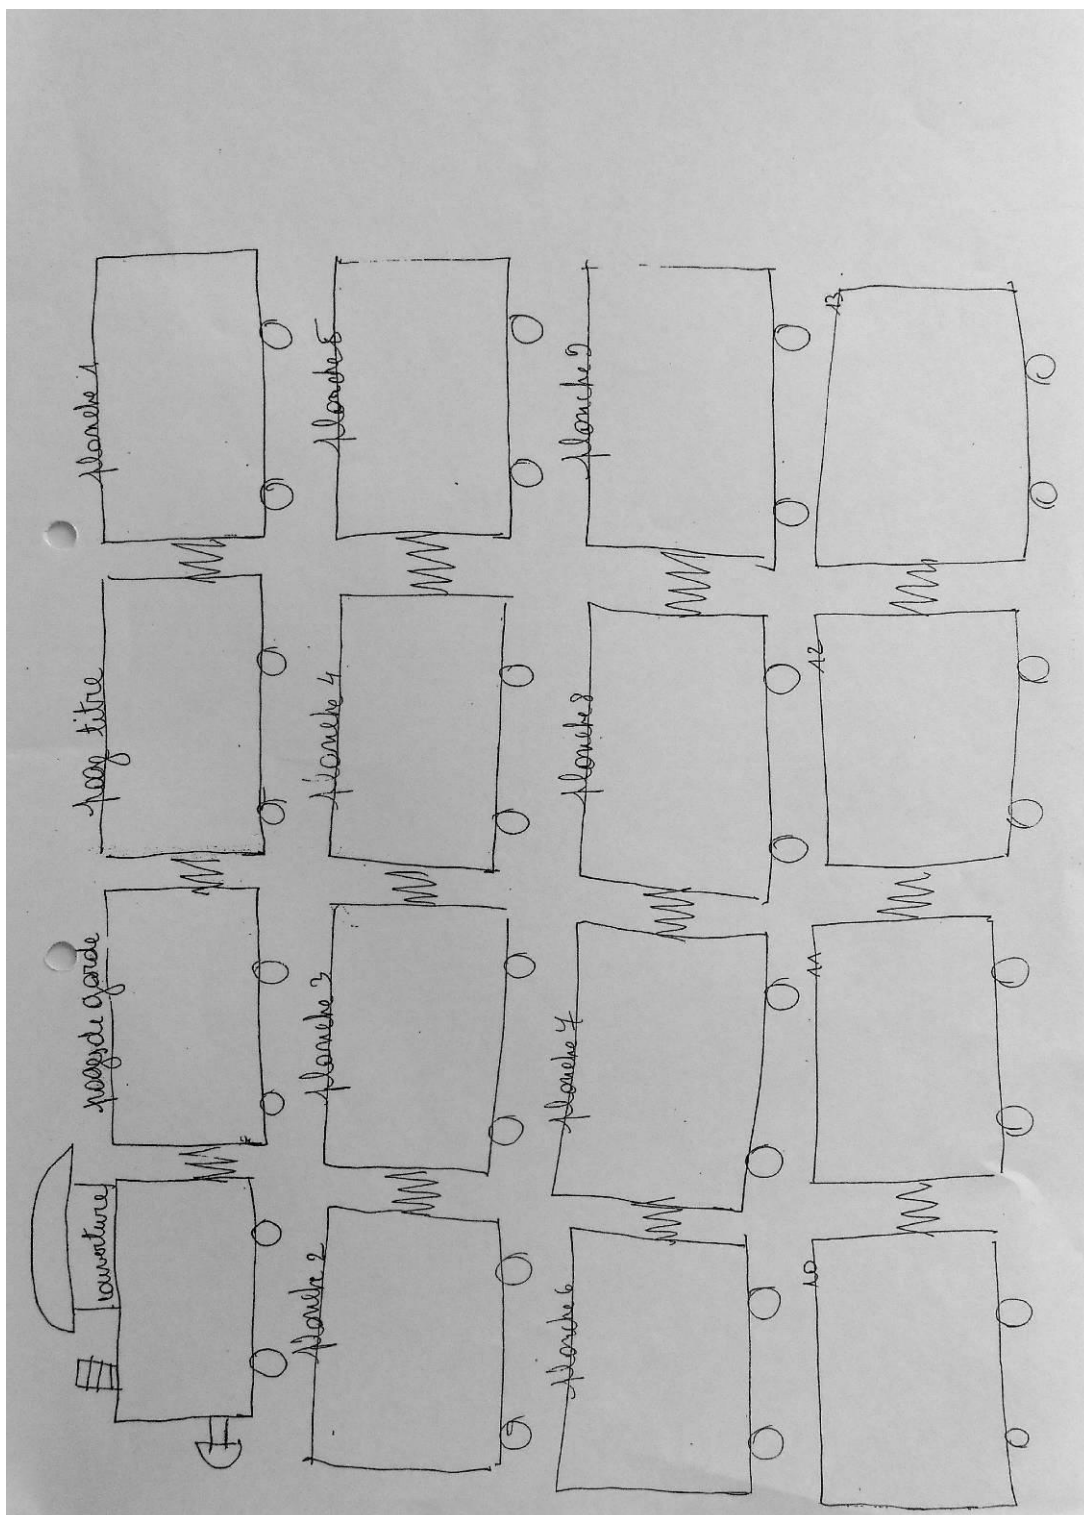 couverture
pages de garde
page titre
planche 1
planche 2
planche 3
planche 4
planche 5
planche 6
planche 7
planche 8
planche 9
10
11
12
13